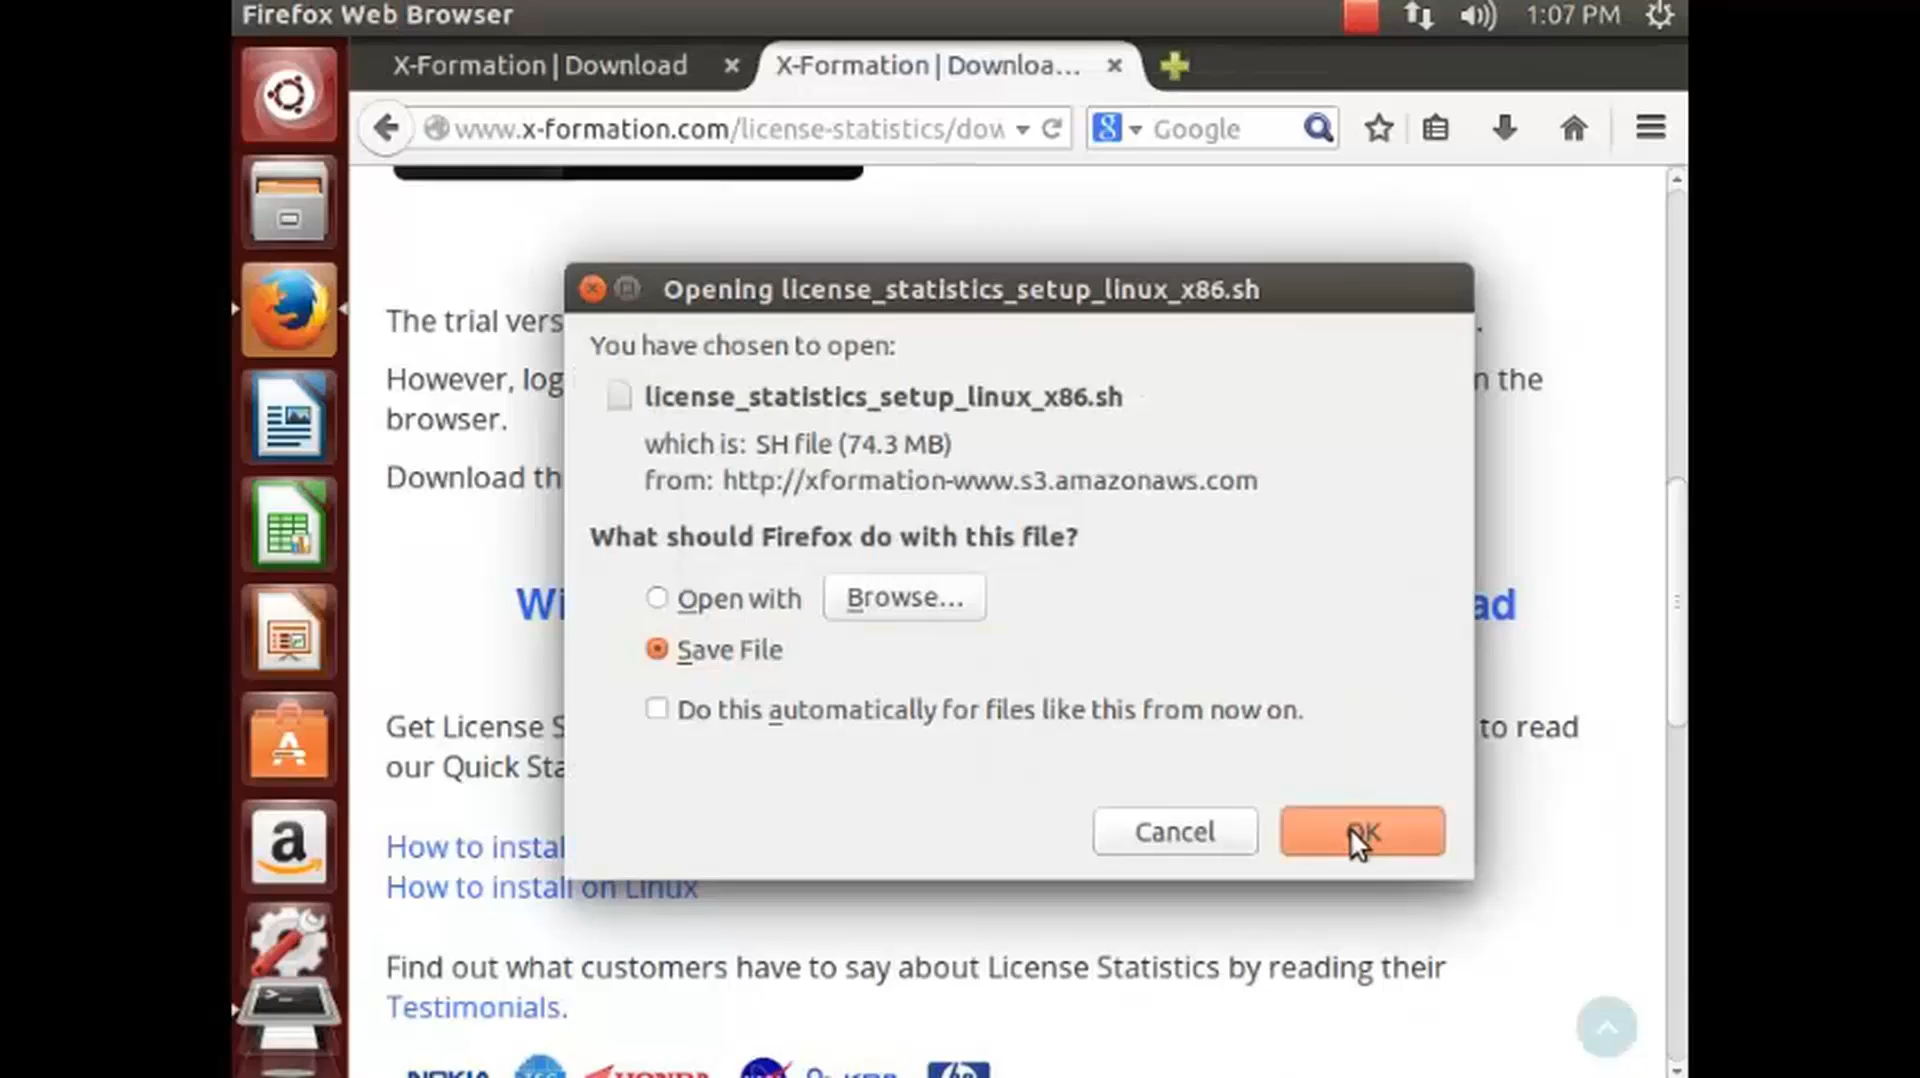 Firefox Web Browser
1:07 PM
X-Formation | Download
X-Formation | Downloa...
www.x-formation.com/license-statistics/dow
8
Google
Opening license_statistics_setup_linux_x86.sh
You have chosen to open:
license_statistics_setup_linux_x86.sh
which is: SH file (74.3 MB)
from: http://xformation-www.s3.amazonaws.com
What should Firefox do with this file?
Open with
Browse...
Save File
Do this automatically for files like this from now on.
Cancel
OK
The trial vers
.
However, log
n the
browser.
Download th
Wi
ad
Get License S
to read
our Quick Sta
How to instal
How to install on Linux
Find out what customers have to say about License Statistics by reading their
Testimonials.
A
a
>_
NOKIA
HONDA
hp